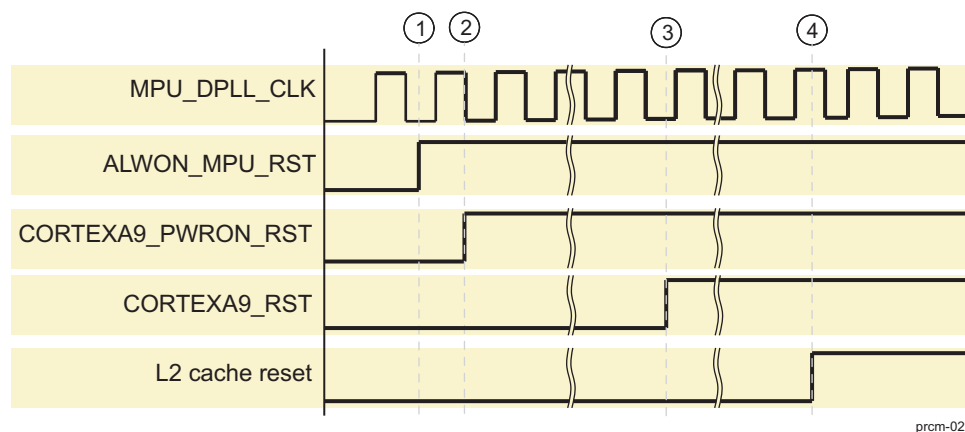 1 2 3 4
MPU_DPLL_CLK
ALWON_MPU_RST
CORTEXA9_PWRON_RST
CORTEXA9_RST
L2 cache reset
prcm-02